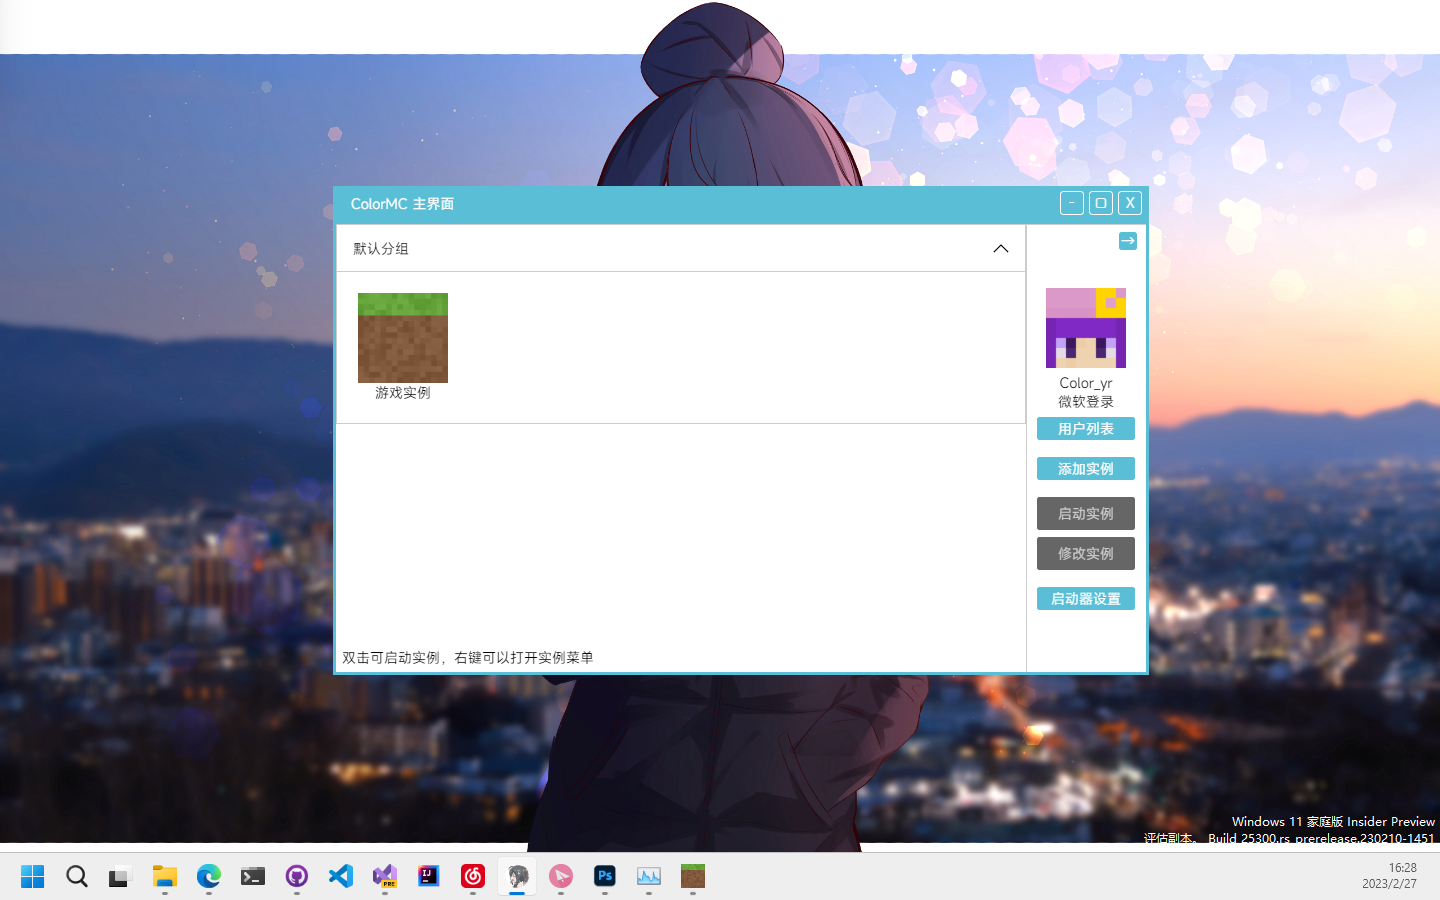 ColorMC 主界面
- X
默认分组
→
游戏实例
Color_yr
微软登录
用户列表
添加实例
启动实例
修改实例
启动器设置
双击可启动实例，右键可以打开实例菜单
Windows 11 家庭版 Insider Preview
评估副本。 Build 25300.rs_prerelease.230210-1451
PRE
IJ
Ps
16:28
2023/2/27